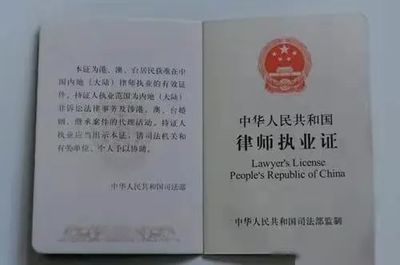 本证为港、澳、台居民获准在中
国内地(大陆)律师执业的有效证
件。持证人执业范围为内地(大陆)
非诉讼法律事务及涉港、澳、台婚
姻、继承案件的代理活动。持证人
执业应当出示本证，请司法机关和
有关单位、个人予以协助。
中华人民共和国司法部
中华人民共和国
律师执业证
Lawyer's License
People's Republic of China
中华人民共和国司法部监制